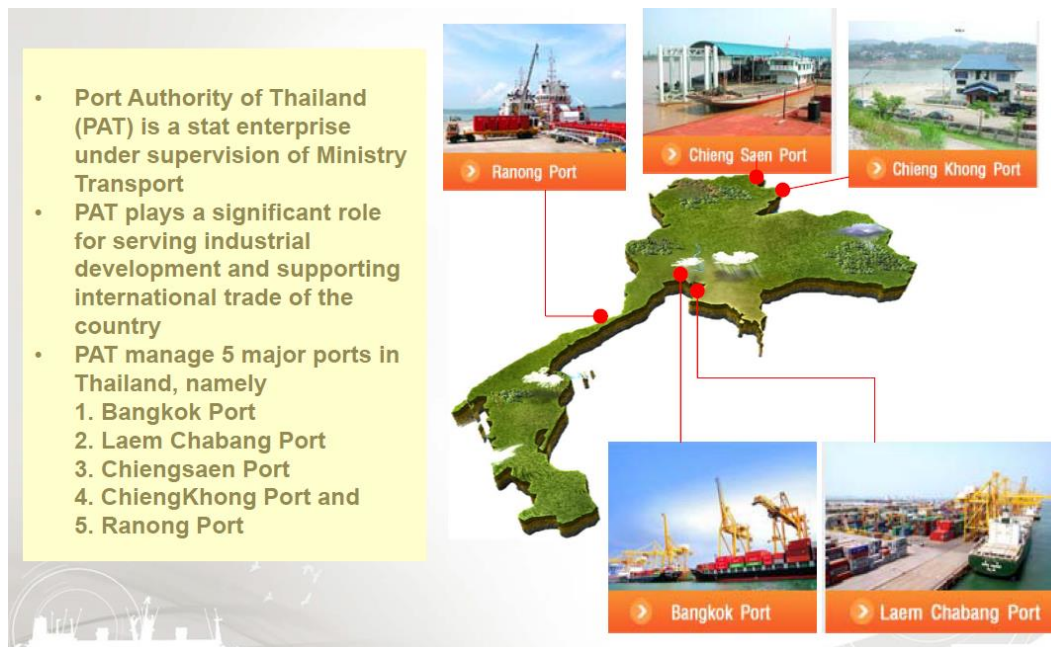 • Port Authority of Thailand
(PAT) is a stat enterprise
under supervision of Ministry
Transport
• PAT plays a significant role
for serving industrial
development and supporting
international trade of the
country
• PAT manage 5 major ports in
Thailand, namely
1. Bangkok Port
2. Laem Chabang Port
3. Chiengsaen Port
4. ChiengKhong Port and
5. Ranong Port
Ranong Port
Chieng Saen Port
Chieng Khong Port
Bangkok Port
Laem Chabang Port